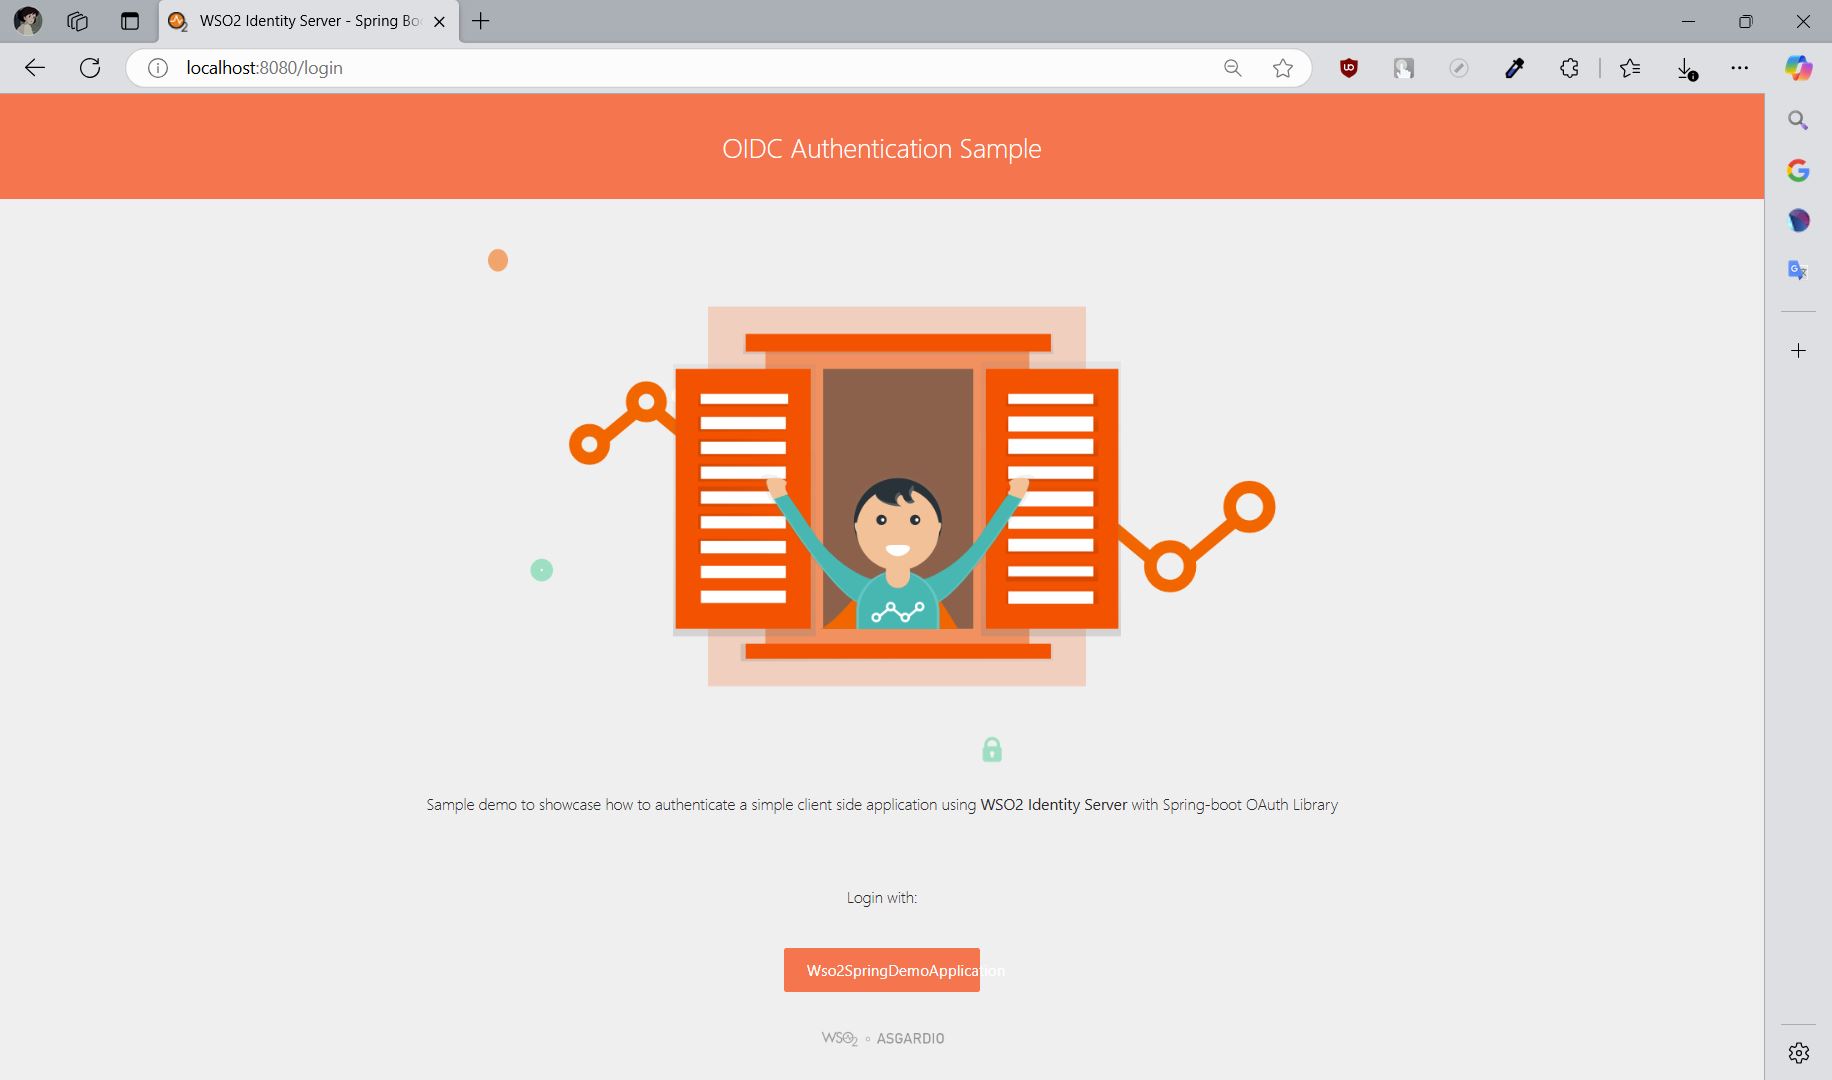 WSO2 Identity Server - Spring Bo
localhost:8080/login
OIDC Authentication Sample
Sample demo to showcase how to authenticate a simple client side application using WSO2 Identity Server with Spring-boot OAuth Library
Login with:
Wso2SpringDemoApplication
WSO2 ASGARDIO